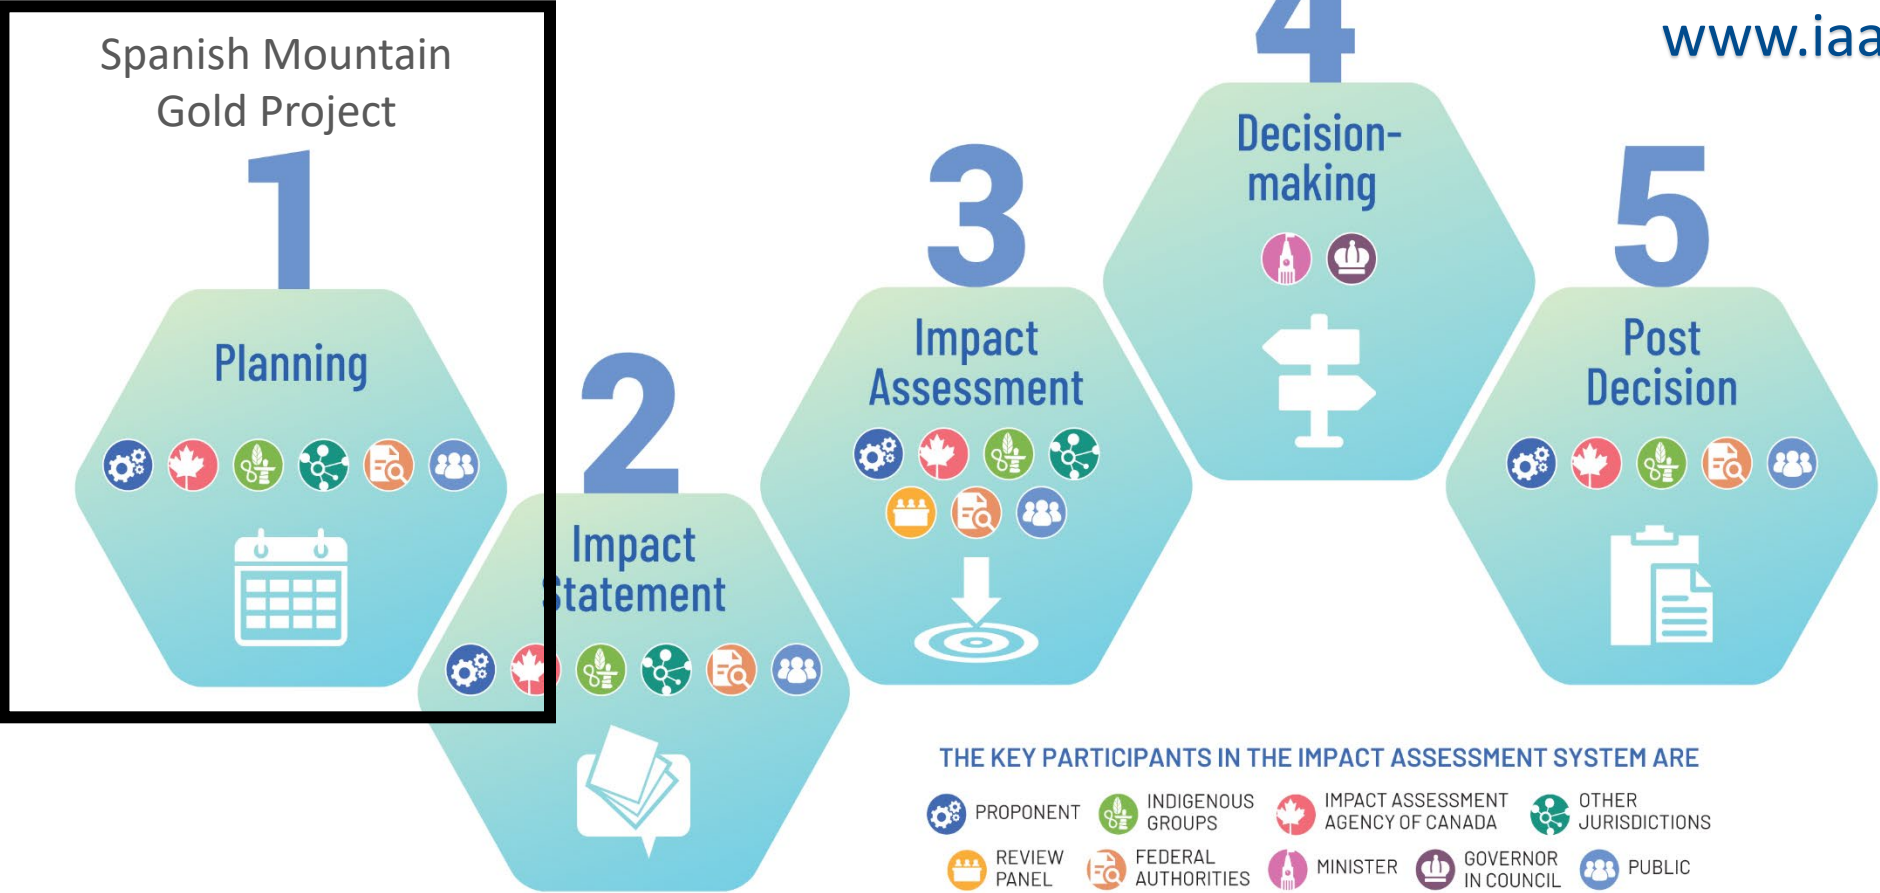 Spanish Mountain
Gold Project
www.iaa
1
Planning
2
Impact
Statement
3
Impact
Assessment
4
Decision-
making
5
Post
Decision
THE KEY PARTICIPANTS IN THE IMPACT ASSESSMENT SYSTEM ARE
PROPONENT
INDIGENOUS
GROUPS
IMPACT ASSESSMENT
AGENCY OF CANADA
OTHER
JURISDICTIONS
REVIEW
PANEL
FEDERAL
AUTHORITIES
MINISTER
GOVERNOR
IN COUNCIL
PUBLIC